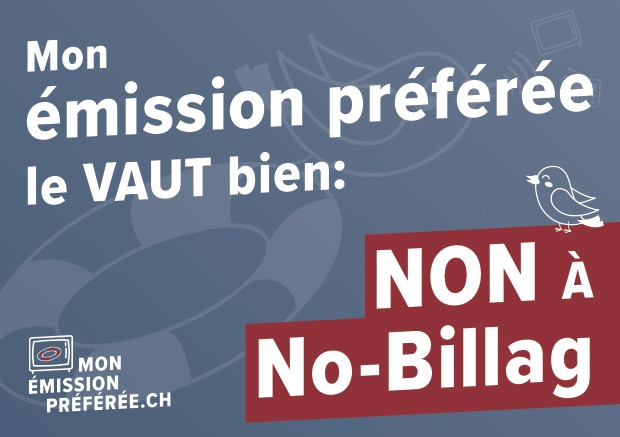 Mon
émission préférée
le VAUT bien:
NON À
No-Billag
MON
ÉMISSION
PRÉFÉRÉE.CH